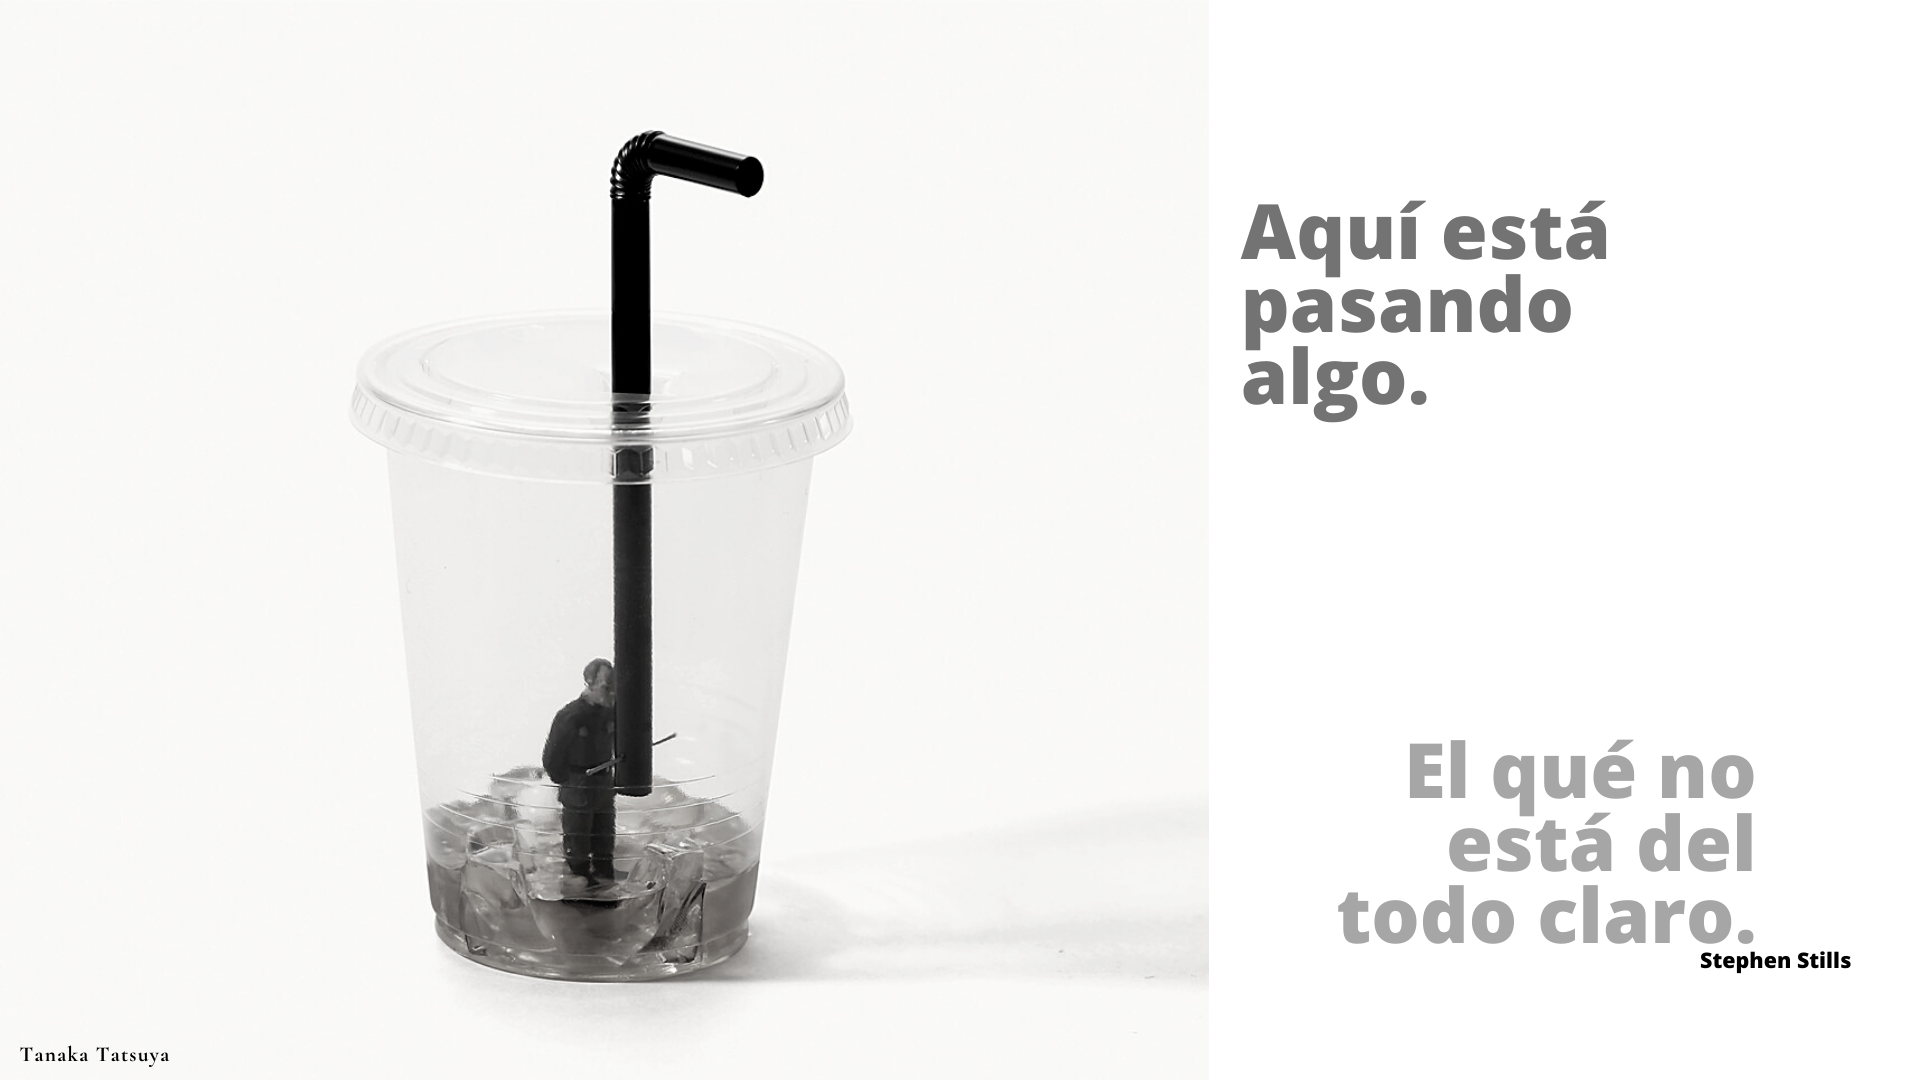 Aquí está
pasando
algo.
El qué no
está del
todo claro.
Stephen Stills
Tanaka Tatsuya